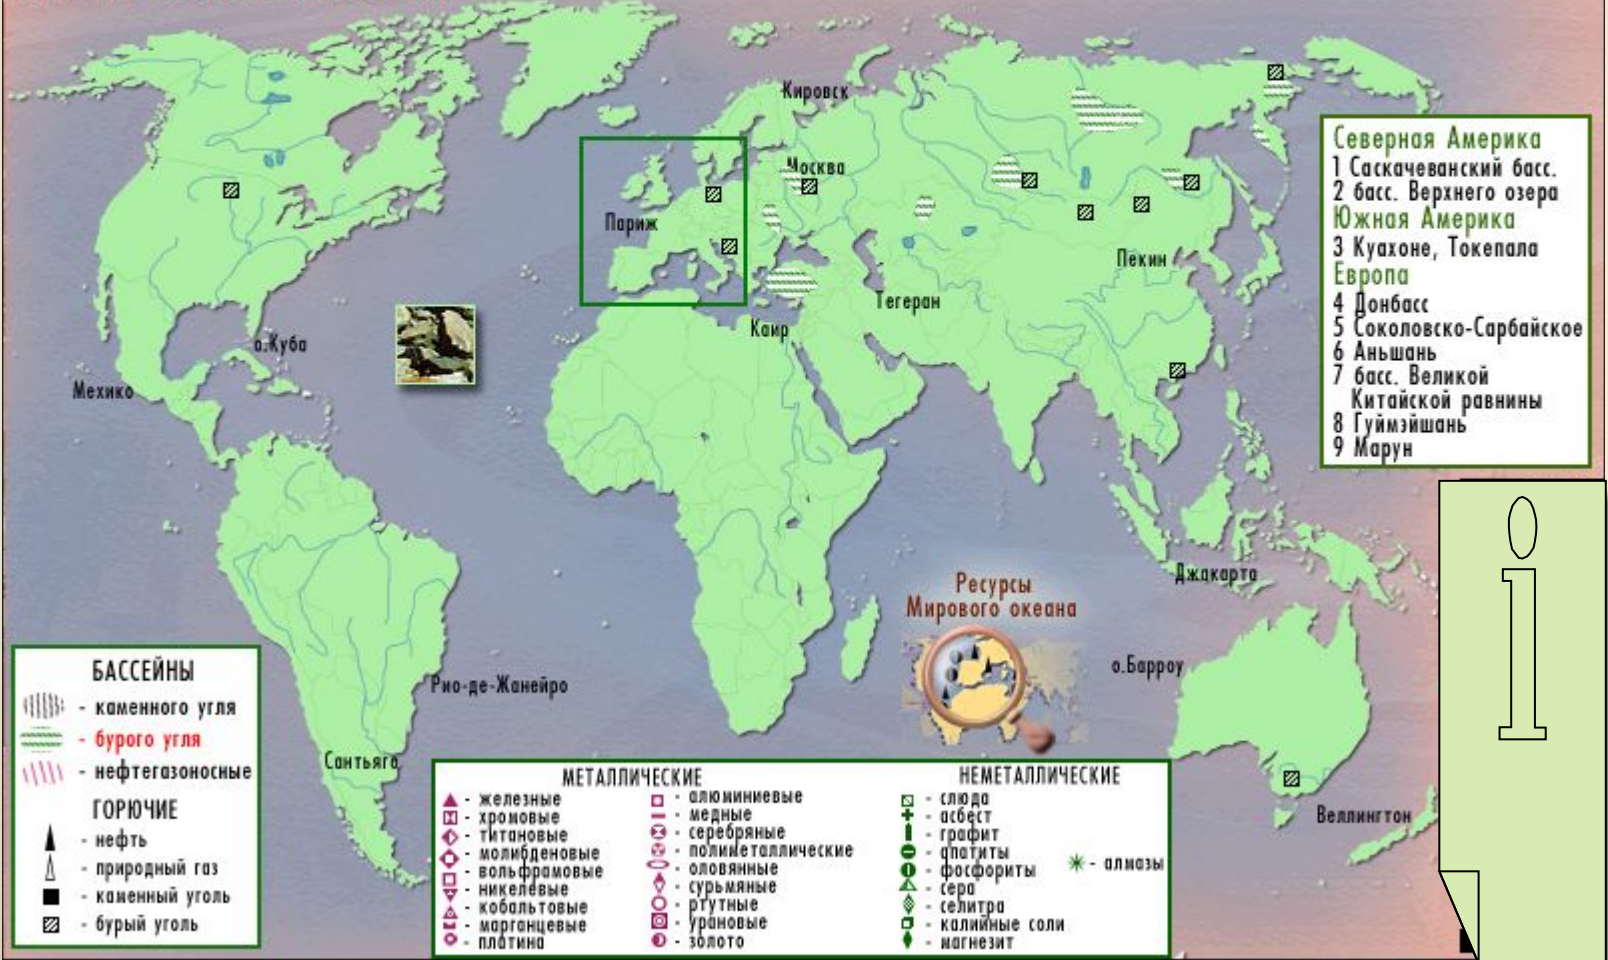 Кировск
Москва
Париж
Пекин
Тегеран
Каир
о.Куба
Мехико
Джакарта
о.Барроу
Рио-де-Жанейро
Сантьяго
Веллингтон
Ресурсы
Мирового океана
Северная Америка
1 Саскачеванский басс.
2 басс. Верхнего озера
Южная Америка
3 Куахоне, Токепала
Европа
4 Донбасс
5 Соколовско-Сарбайское
6 Аньшань
7 басс. Великой
Китайской равнины
8 Гуймэйшань
9 Марун
i
БАССЕЙНЫ
- каменного угля
- бурого угля
- нефтегазоносные
ГОРЮЧИЕ
- нефть
- природный газ
- каменный уголь
- бурый уголь
МЕТАЛЛИЧЕСКИЕ
- железные
- хромовые
- титановые
- молибденовые
- вольфрамовые
- никелевые
- кобальтовые
- марганцевые
- платина
- алюминиевые
- медные
- серебряные
- полиметаллические
- оловянные
- сурьмяные
- ртутные
- урановые
- золото
НЕМЕТАЛЛИЧЕСКИЕ
- слюда
- асбест
- графит
- апатиты
- фосфориты
- сера
- селитра
- калийные соли
- магнезит
- алмазы